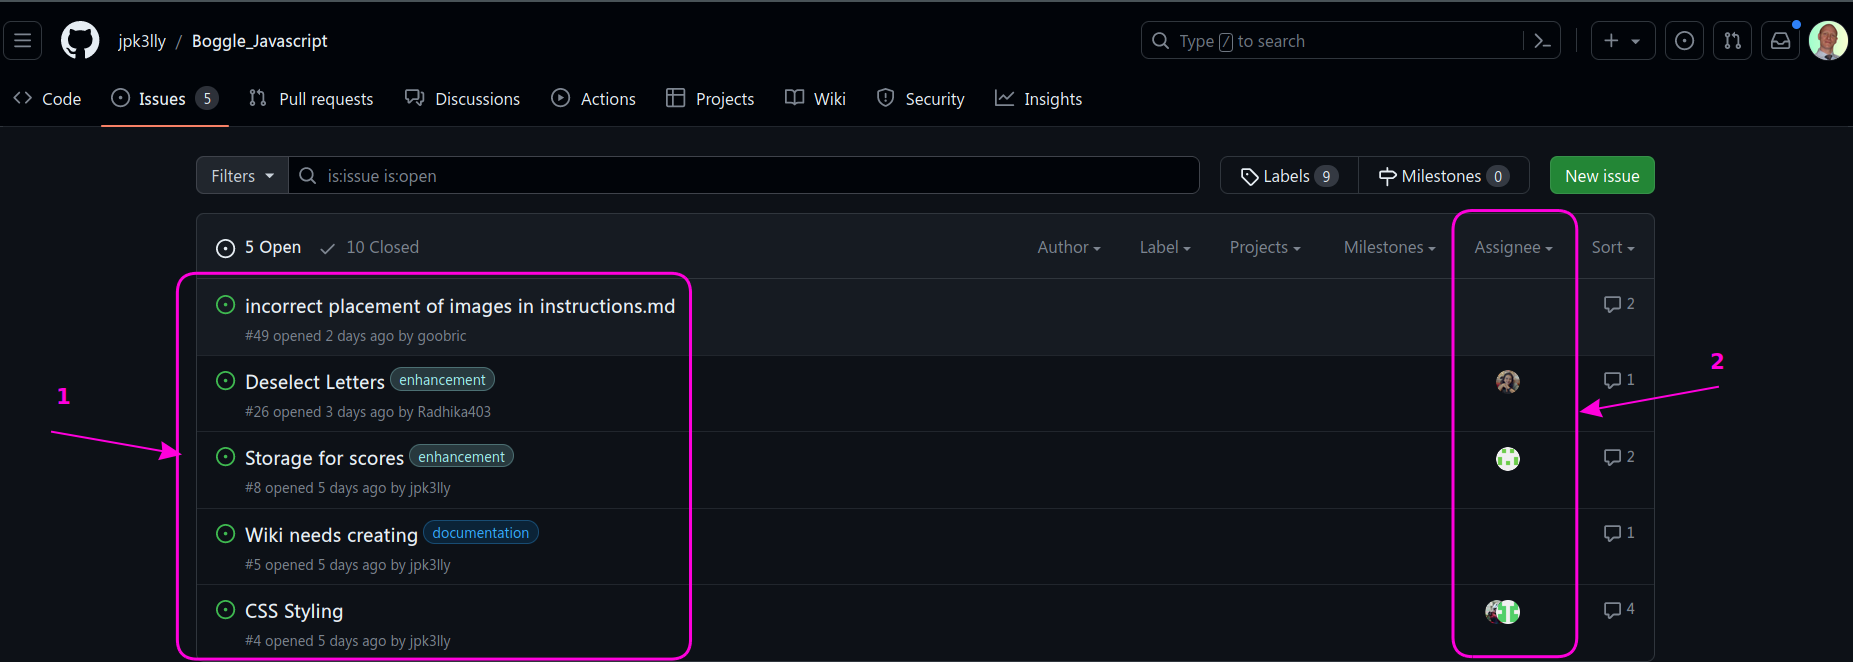 jpk3lly / Boggle_Javascript
Type / to search
Code
Issues 5
Pull requests
Discussions
Actions
Projects
Wiki
Security
Insights
Filters
is:issue is:open
Labels 9
Milestones 0
New issue
5 Open
10 Closed
Author
Label
Projects
Milestones
Assignee
Sort
incorrect placement of images in instructions.md
2
#49 opened 2 days ago by goobric
1
2
Deselect Letters enhancement
1
#26 opened 3 days ago by Radhika403
Storage for scores enhancement
2
#8 opened 5 days ago by jpk3lly
Wiki needs creating documentation
1
#5 opened 5 days ago by jpk3lly
CSS Styling
4
#4 opened 5 days ago by jpk3lly